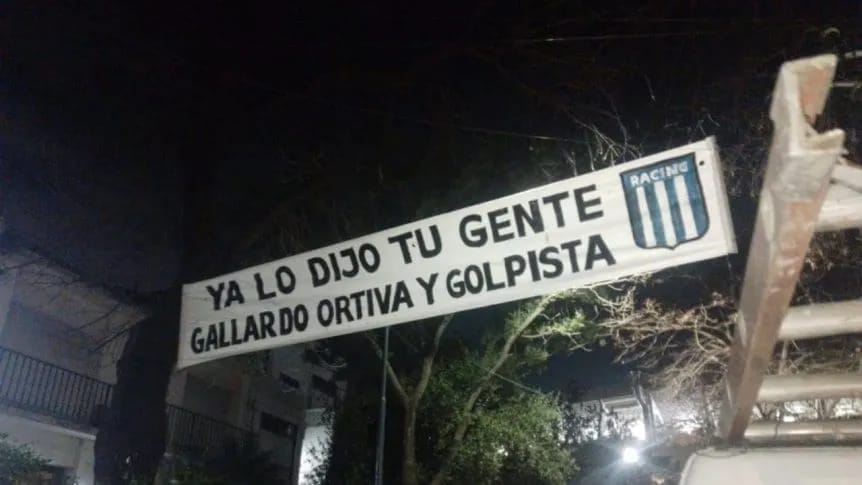 YA LO DIJO TU GENTE
GALLARDO ORTIVA Y GOLPISTA
RACING